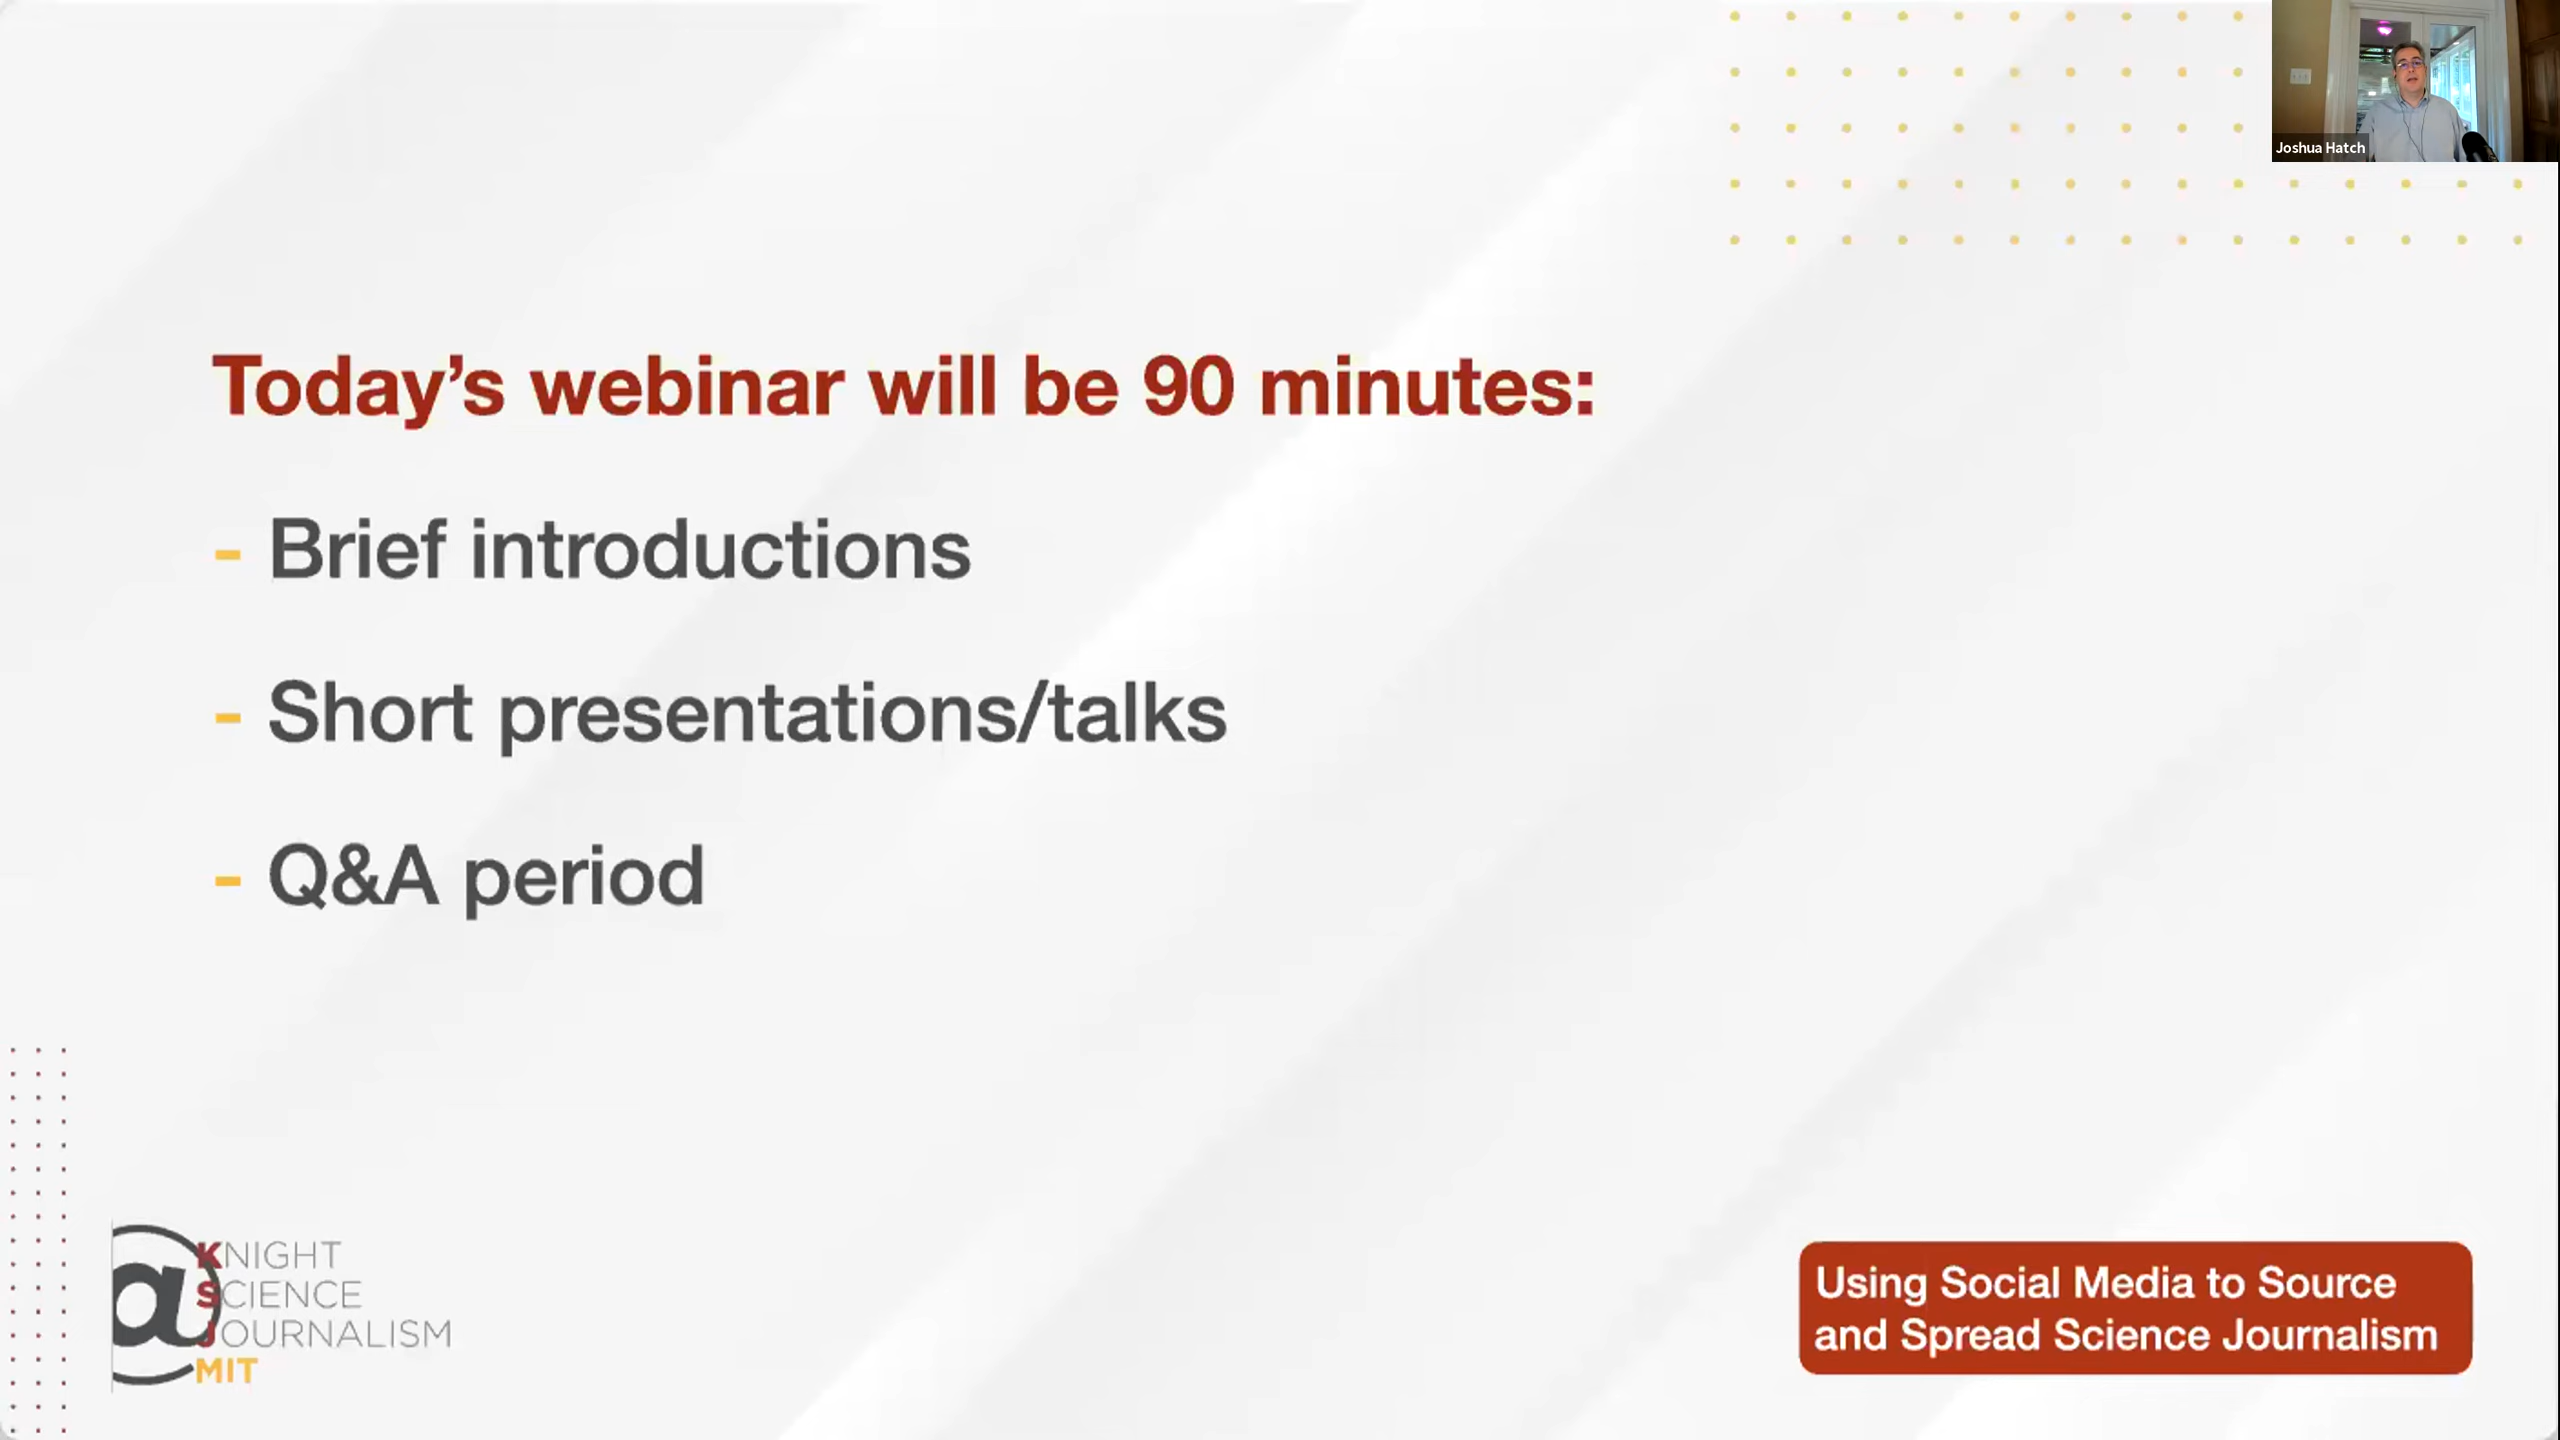 Joshua Hatch
Today’s webinar will be 90 minutes:
- Brief introductions
- Short presentations/talks
- Q&A period
@KNIGHT
SCIENCE
JOURNALISM
MIT
Using Social Media to Source
and Spread Science Journalism